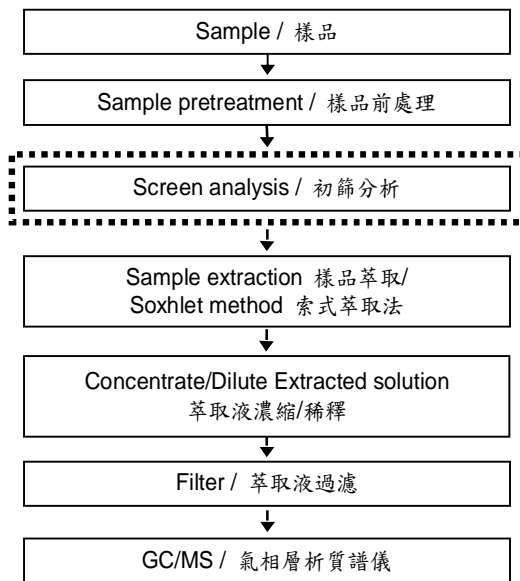 Sample / 樣品
Sample pretreatment / 樣品前處理
Screen analysis / 初篩分析
Sample extraction 樣品萃取/
Soxhlet method 索式萃取法
Concentrate/Dilute Extracted solution
萃取液濃縮/稀釋
Filter / 萃取液過濾
GC/MS / 氣相層析質譜儀